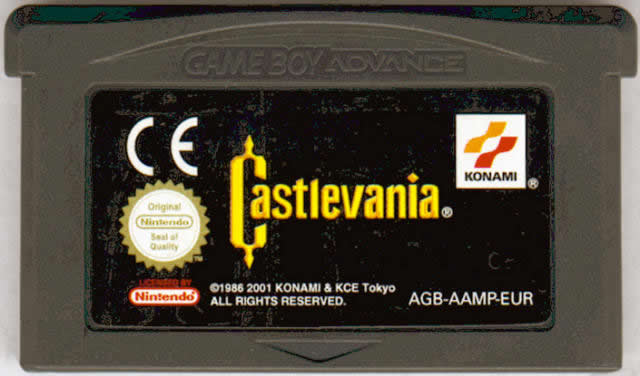 GAME BOY ADVANCE
CE
KONAMI ®
Castlevania®
Original
Nintendo
Seal of
Quality
LICENSED BY
Nintendo®
©1986 2001 KONAMI & KCE Tokyo
ALL RIGHTS RESERVED.
AGB-AAMP-EUR